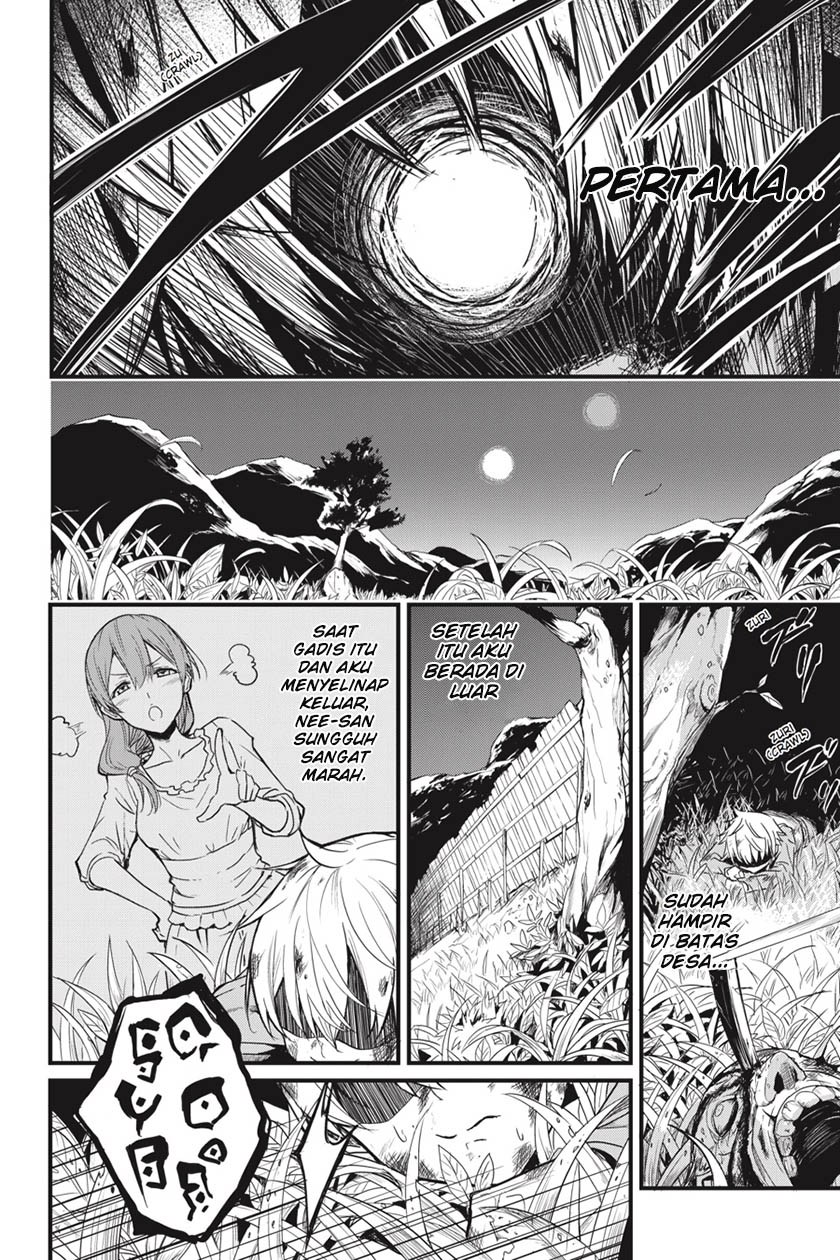 PERTAMA...
ZU
(CRAWL)
ZURI
ZURI
(CRAWL)
SUDAH
HAMPIR
DI BATAS
DESA...
SETELAH
ITU AKU
BERADA DI
LUAR
SAAT
GADIS ITU
DAN AKU
MENYELINAP
KELUAR,
NEE-SAN
SUNGGUH
SANGAT
MARAH.